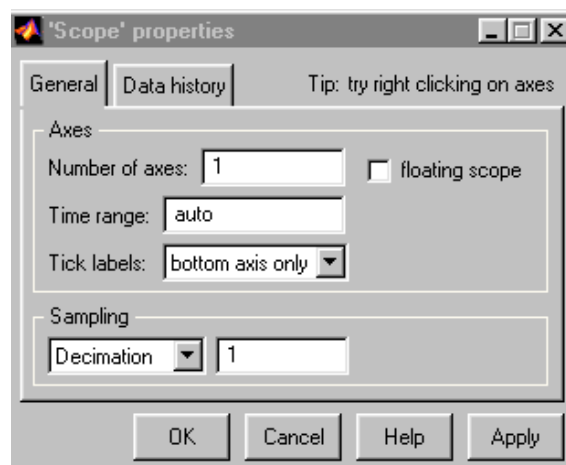 'Scope' properties
General Data history Tip: try right clicking on axes
Axes
Number of axes: 1 floating scope
Time range: auto
Tick labels: bottom axis only
Sampling
Decimation 1
OK Cancel Help Apply